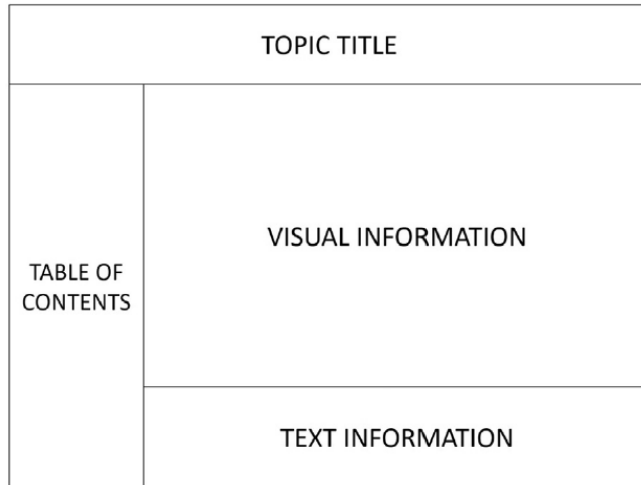 TOPIC TITLE
TABLE OF
CONTENTS
VISUAL INFORMATION
TEXT INFORMATION